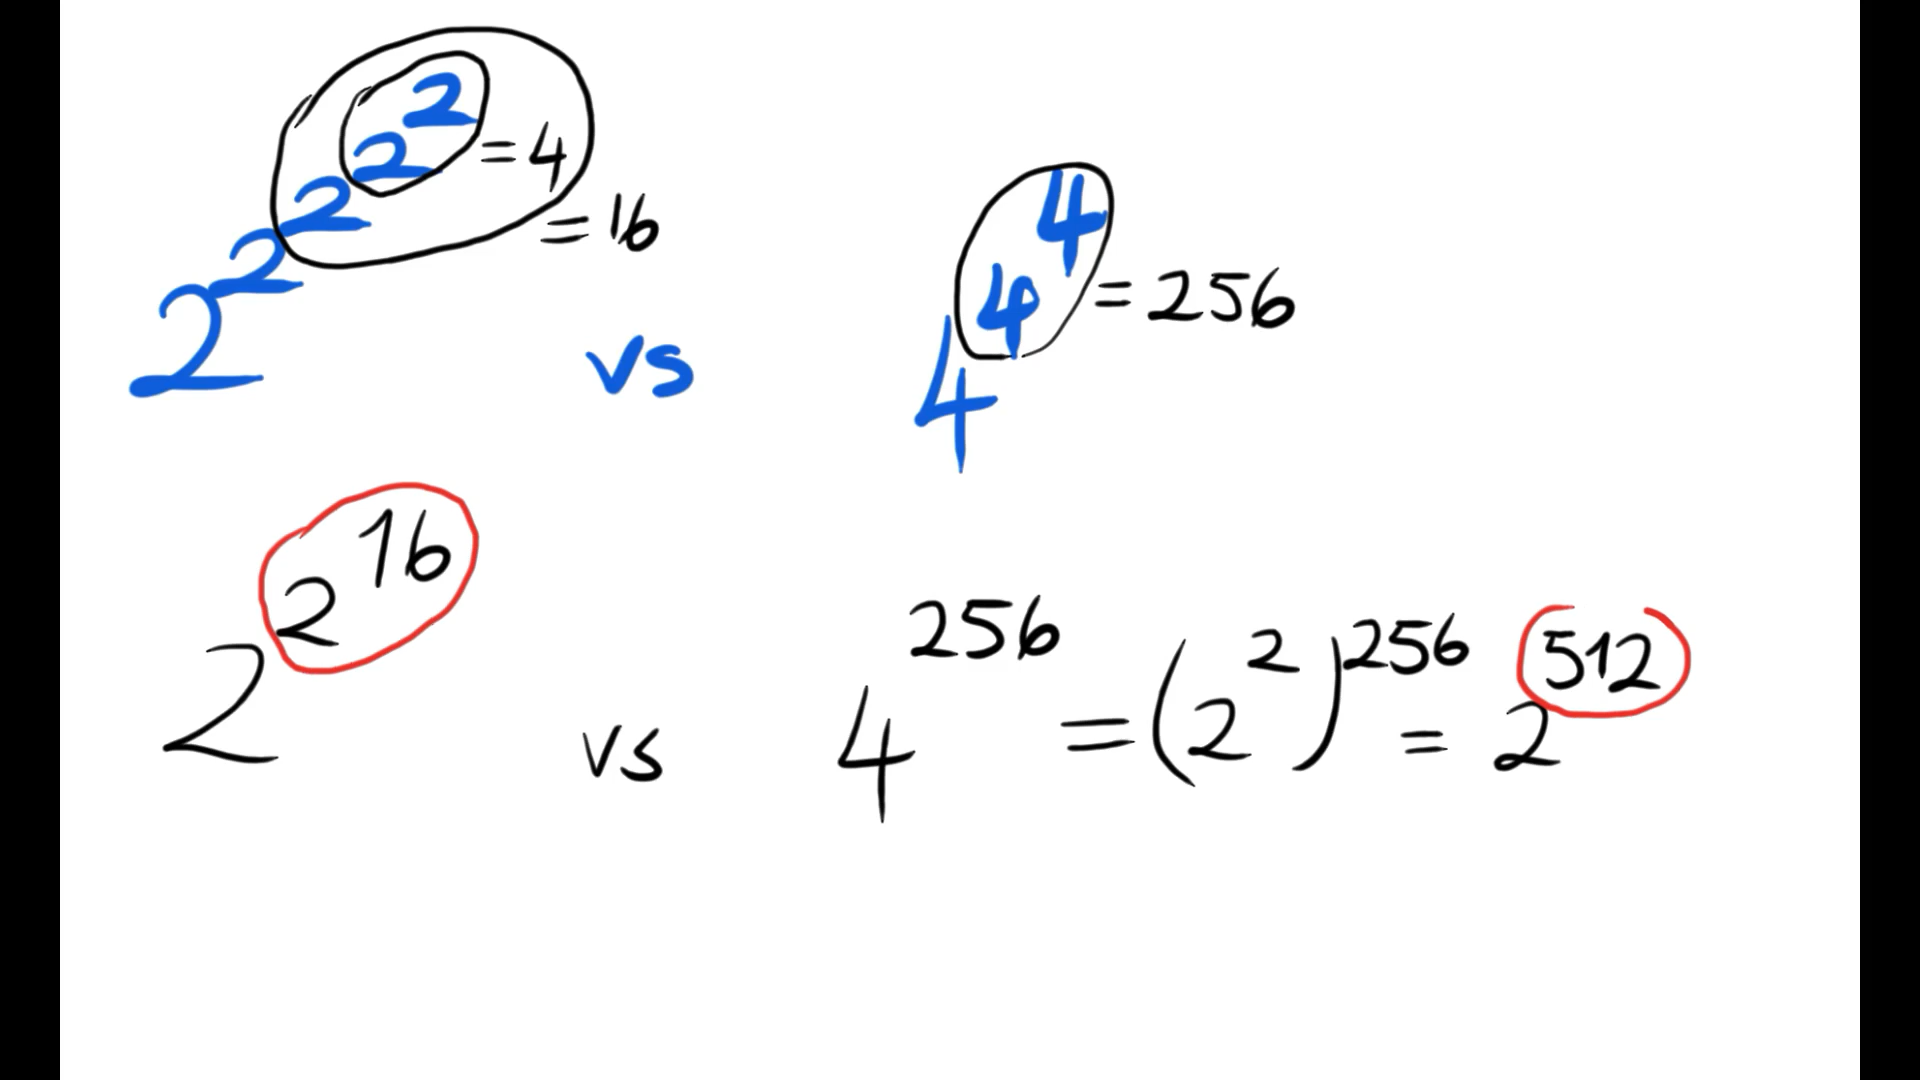 2^2^2^2^2 = 4 = 16 vs 4^4^4 = 256
2^2^16 vs 4^256 = (2^2)^256 = 2^512